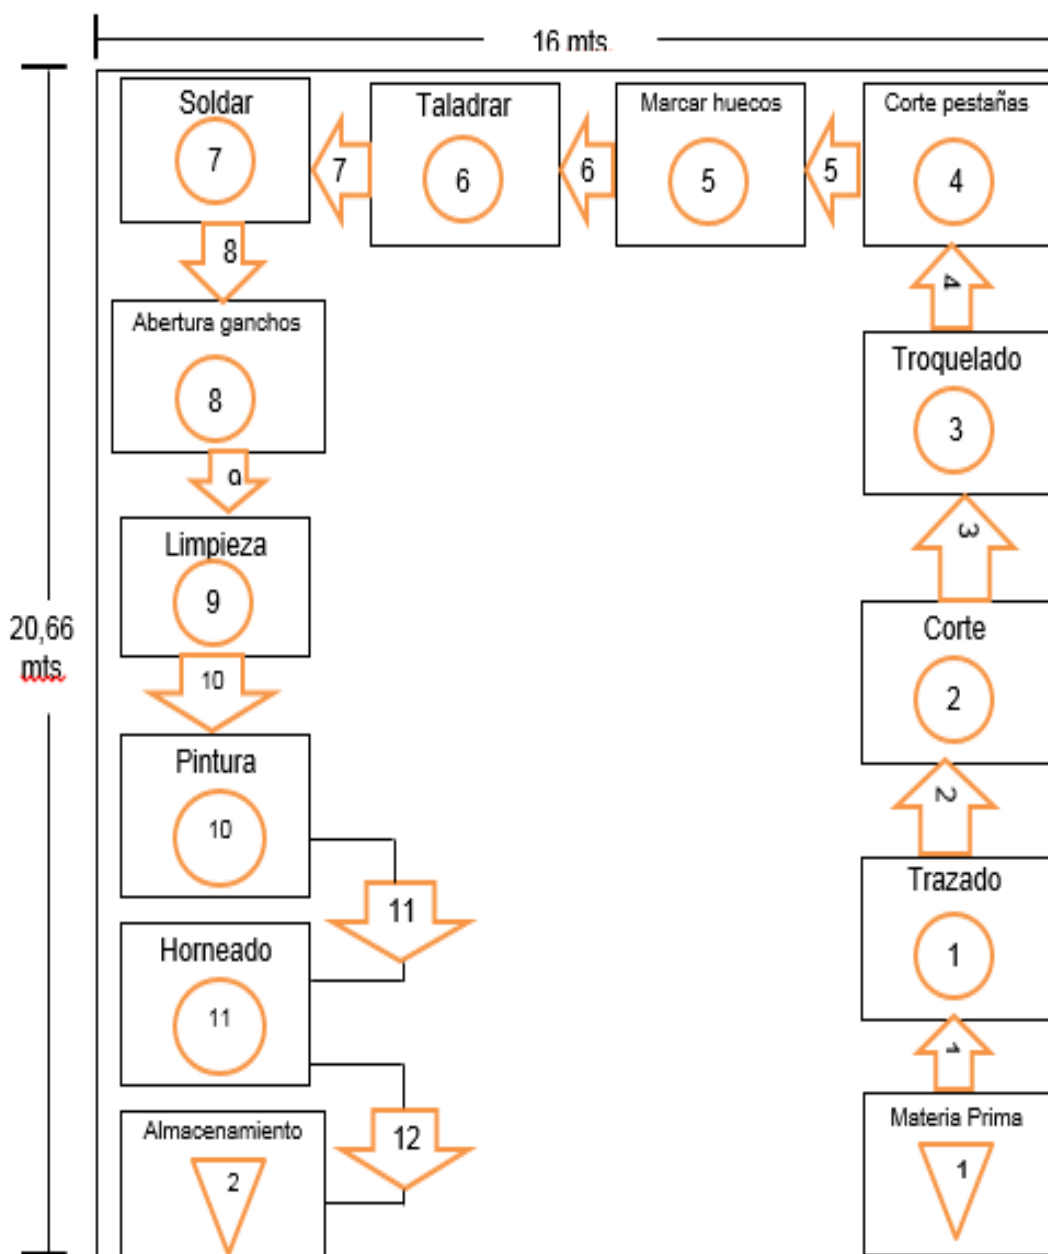 16 mts
Soldar
7
7
Taladrar
6
6
Marcar huecos
5
5
Corte pestañas
4
8
4
Abertura ganchos
8
Troquelado
3
9
3
Limpieza
9
20,66
mts
Corte
2
10
2
Pintura
10
Trazado
1
11
Horneado
11
1
Almacenamiento
2
12
Materia Prima
1